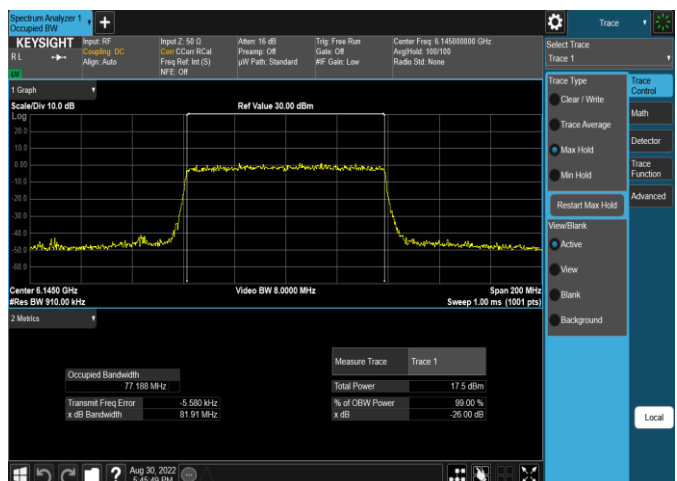 Spectrum Analyzer 1
Occupied BW
Trace
KEYSIGHT
R L
Input: RF
Coupling: DC
Align: Auto
Input Z: 50 Ω
Corr CCorr RCal
Freq Ref: Int (S)
NFE: Off
Atten: 16 dB
Preamp: Off
µW Path: Standard
Trig: Free Run
Gate: Off
#IF Gain: Low
Center Freq: 6.145000000 GHz
Avg|Hold: 100/100
Radio Std: None
Select Trace
Trace 1
1 Graph
Scale/Div 10.0 dB
Ref Value 30.00 dBm
Log
20.0
10.0
0.00
-10.0
-20.0
-30.0
-40.0
-50.0
-60.0
Center 6.1450 GHz
Video BW 8.0000 MHz
Span 200 MHz
#Res BW 910.00 kHz
Sweep 1.00 ms (1001 pts)
Trace Type
Clear / Write
Trace Average
Max Hold
Min Hold
Restart Max Hold
View/Blank
Active
View
Blank
Background
Trace
Control
Math
Detector
Trace
Function
Advanced
2 Metrics
Measure Trace
Trace 1
Occupied Bandwidth
77.188 MHz
Total Power
17.5 dBm
Transmit Freq Error
-5.580 kHz
% of OBW Power
99.00 %
x dB Bandwidth
81.91 MHz
x dB
-26.00 dB
Local
Aug 30, 2022
5:45:49 PM